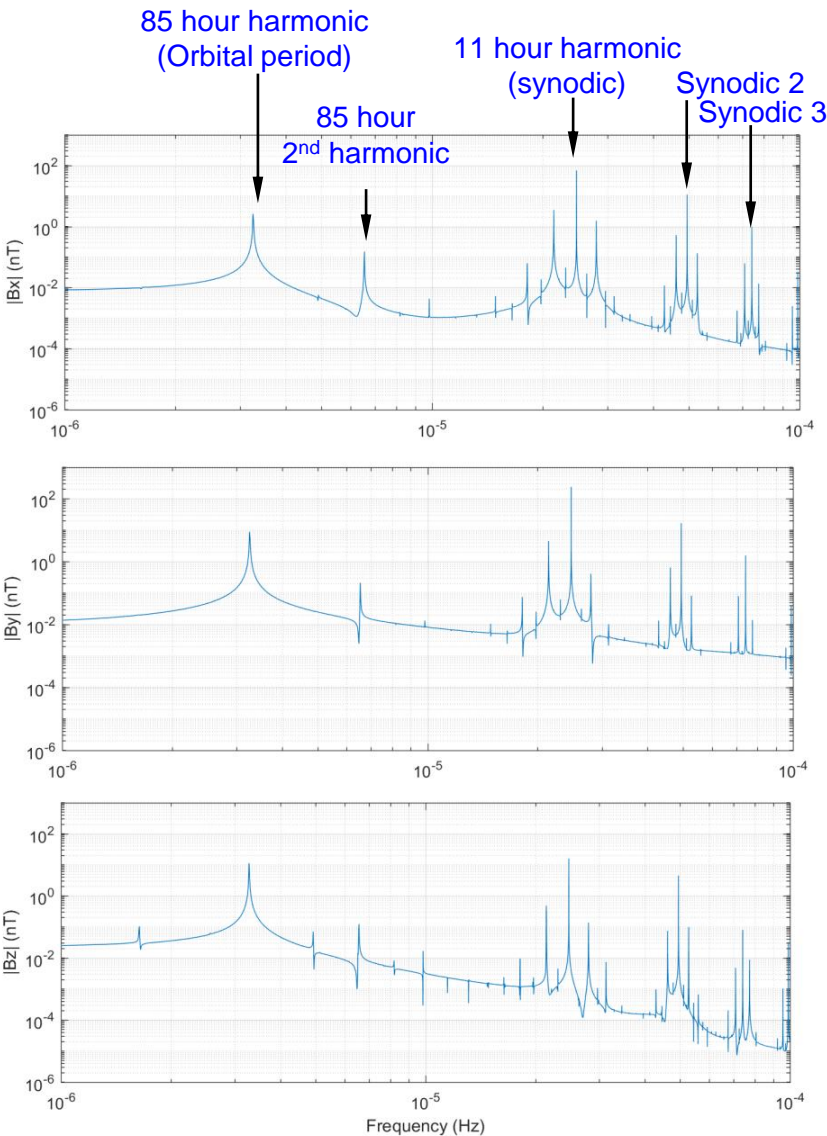 85 hour harmonic
(Orbital period)
85 hour
2nd harmonic
11 hour harmonic
(synodic)
Synodic 2
Synodic 3
|Bx| (nT)
10^2
10^0
10^-2
10^-4
10^-6
10^-6
10^-5
10^-4
|By| (nT)
10^2
10^0
10^-2
10^-4
10^-6
10^-6
10^-5
10^-4
|Bz| (nT)
10^2
10^0
10^-2
10^-4
10^-6
10^-6
10^-5
10^-4
Frequency (Hz)